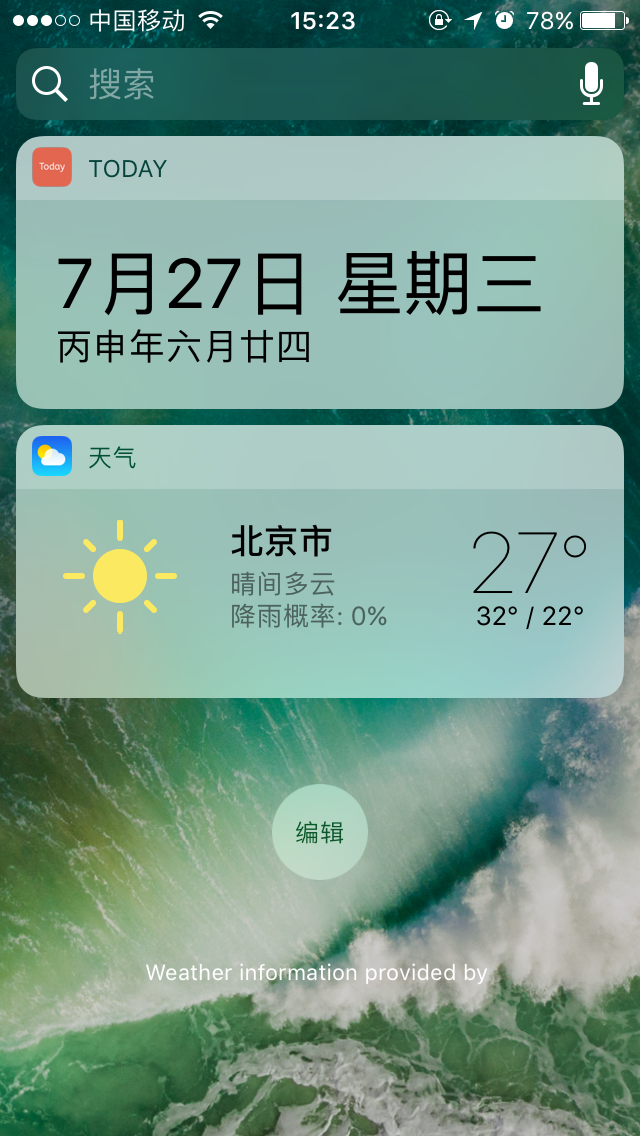 中国移动 15:23 78%
搜索
Today TODAY
7月27日 星期三
丙申年六月廿四
天气
北京市 27°
晴间多云
降雨概率: 0% 32° / 22°
编辑
Weather information provided by